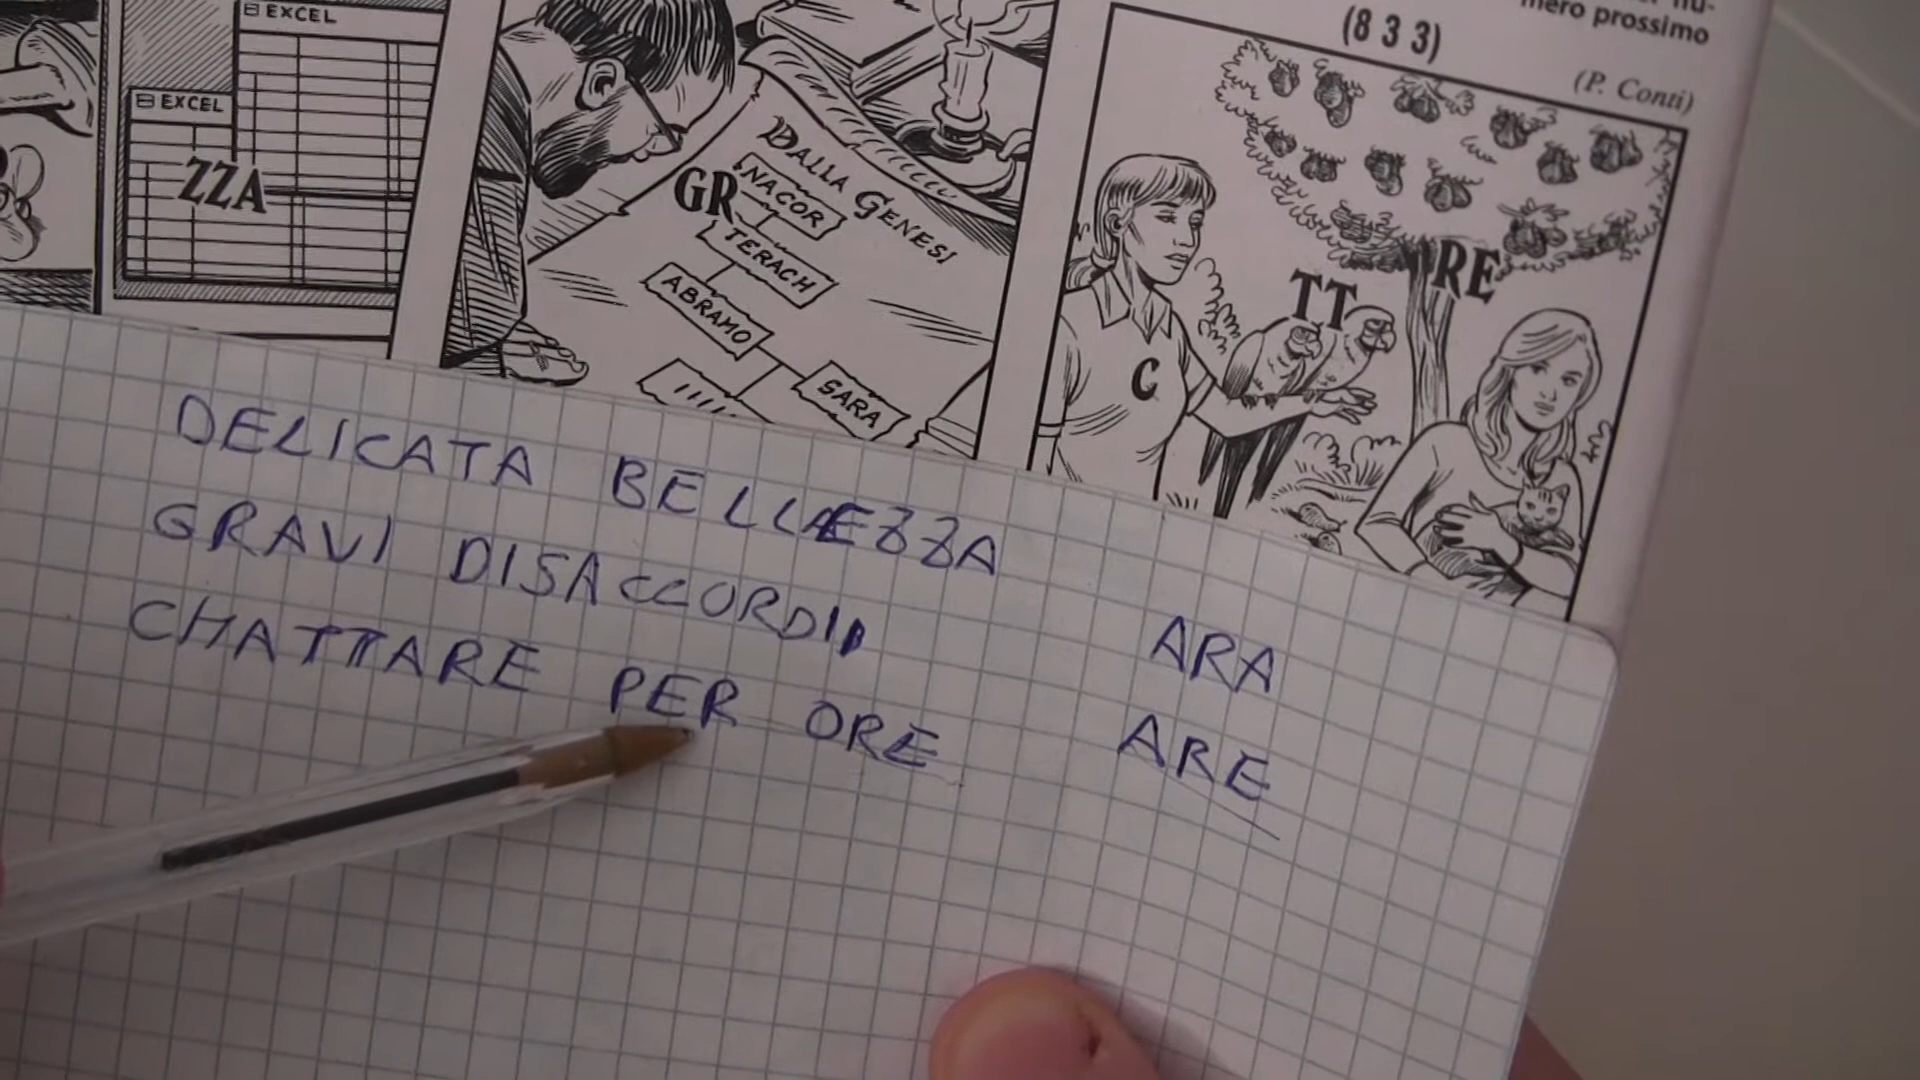 mero prossimo
(8 3 3)
(P. Conti)
EXCEL
EXCEL
ZZA
DALLA GENESI
GR
NACOR
TERACH
ABRAMO
SARA
RE
TT
C
DELICATA BELLEZZA
GRAVI DISACCORDI
CHATTARE PER ORE
ARA
ARE